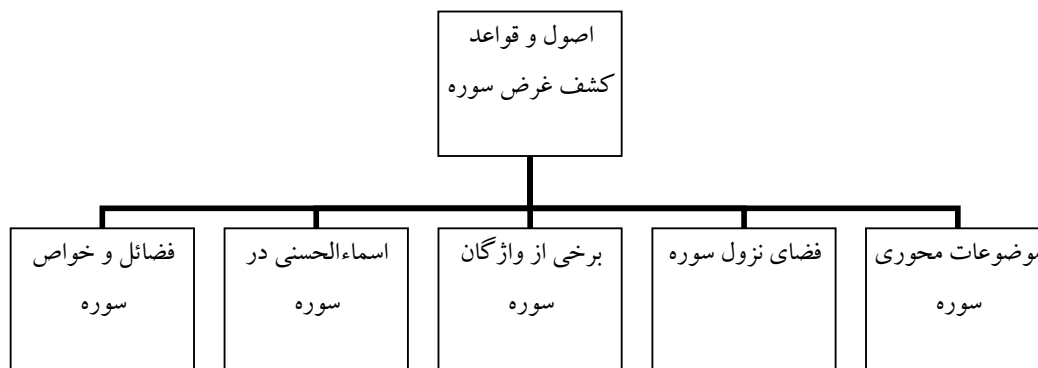 اصول و قواعد
کشف غرض سوره
موضوعات محوری
سوره
فضای نزول سوره
برخی از واژگان
سوره
اسماءالحسنی در
سوره
فضائل و خواص
سوره